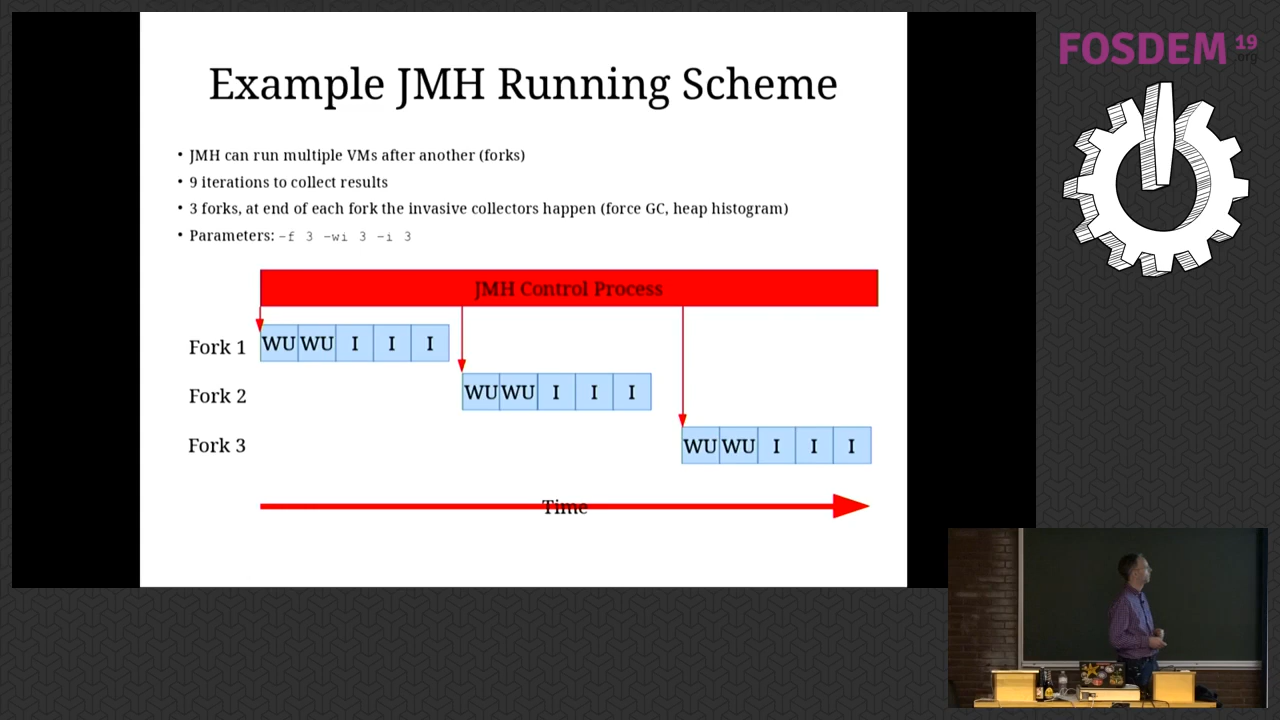 Example JMH Running Scheme
• JMH can run multiple VMs after another (forks)
• 9 iterations to collect results
• 3 forks, at end of each fork the invasive collectors happen (force GC, heap histogram)
• Parameters: -f 3 -wi 3 -i 3
JMH Control Process
Fork 1 WU WU I I I
Fork 2 WU WU I I I
Fork 3 WU WU I I I
Time
FOSDEM 19
.org